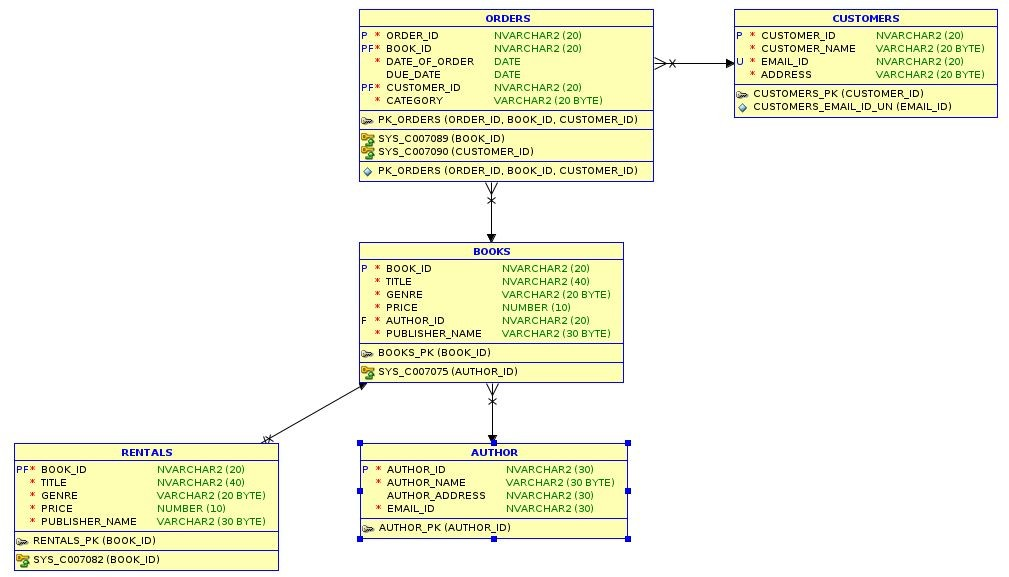 ORDERS
P * ORDER_ID NVARCHAR2 (20)
PF * BOOK_ID NVARCHAR2 (20)
* DATE_OF_ORDER DATE
DUE_DATE DATE
PF * CUSTOMER_ID NVARCHAR2 (20)
* CATEGORY VARCHAR2 (20 BYTE)
PK_ORDERS (ORDER_ID, BOOK_ID, CUSTOMER_ID)
SYS_C007089 (BOOK_ID)
SYS_C007090 (CUSTOMER_ID)
PK_ORDERS (ORDER_ID, BOOK_ID, CUSTOMER_ID)
CUSTOMERS
P * CUSTOMER_ID NVARCHAR2 (20)
* CUSTOMER_NAME VARCHAR2 (20 BYTE)
U * EMAIL_ID NVARCHAR2 (20)
* ADDRESS VARCHAR2 (20 BYTE)
CUSTOMERS_PK (CUSTOMER_ID)
CUSTOMERS_EMAIL_ID_UN (EMAIL_ID)
BOOKS
P * BOOK_ID NVARCHAR2 (20)
* TITLE NVARCHAR2 (40)
* GENRE VARCHAR2 (20 BYTE)
* PRICE NUMBER (10)
F * AUTHOR_ID NVARCHAR2 (20)
* PUBLISHER_NAME VARCHAR2 (30 BYTE)
BOOKS_PK (BOOK_ID)
SYS_C007075 (AUTHOR_ID)
RENTALS
PF * BOOK_ID NVARCHAR2 (20)
* TITLE NVARCHAR2 (40)
* GENRE VARCHAR2 (20 BYTE)
* PRICE NUMBER (10)
* PUBLISHER_NAME VARCHAR2 (30 BYTE)
RENTALS_PK (BOOK_ID)
SYS_C007082 (BOOK_ID)
AUTHOR
P * AUTHOR_ID NVARCHAR2 (30)
* AUTHOR_NAME VARCHAR2 (30 BYTE)
AUTHOR_ADDRESS NVARCHAR2 (30)
* EMAIL_ID NVARCHAR2 (30)
AUTHOR_PK (AUTHOR_ID)